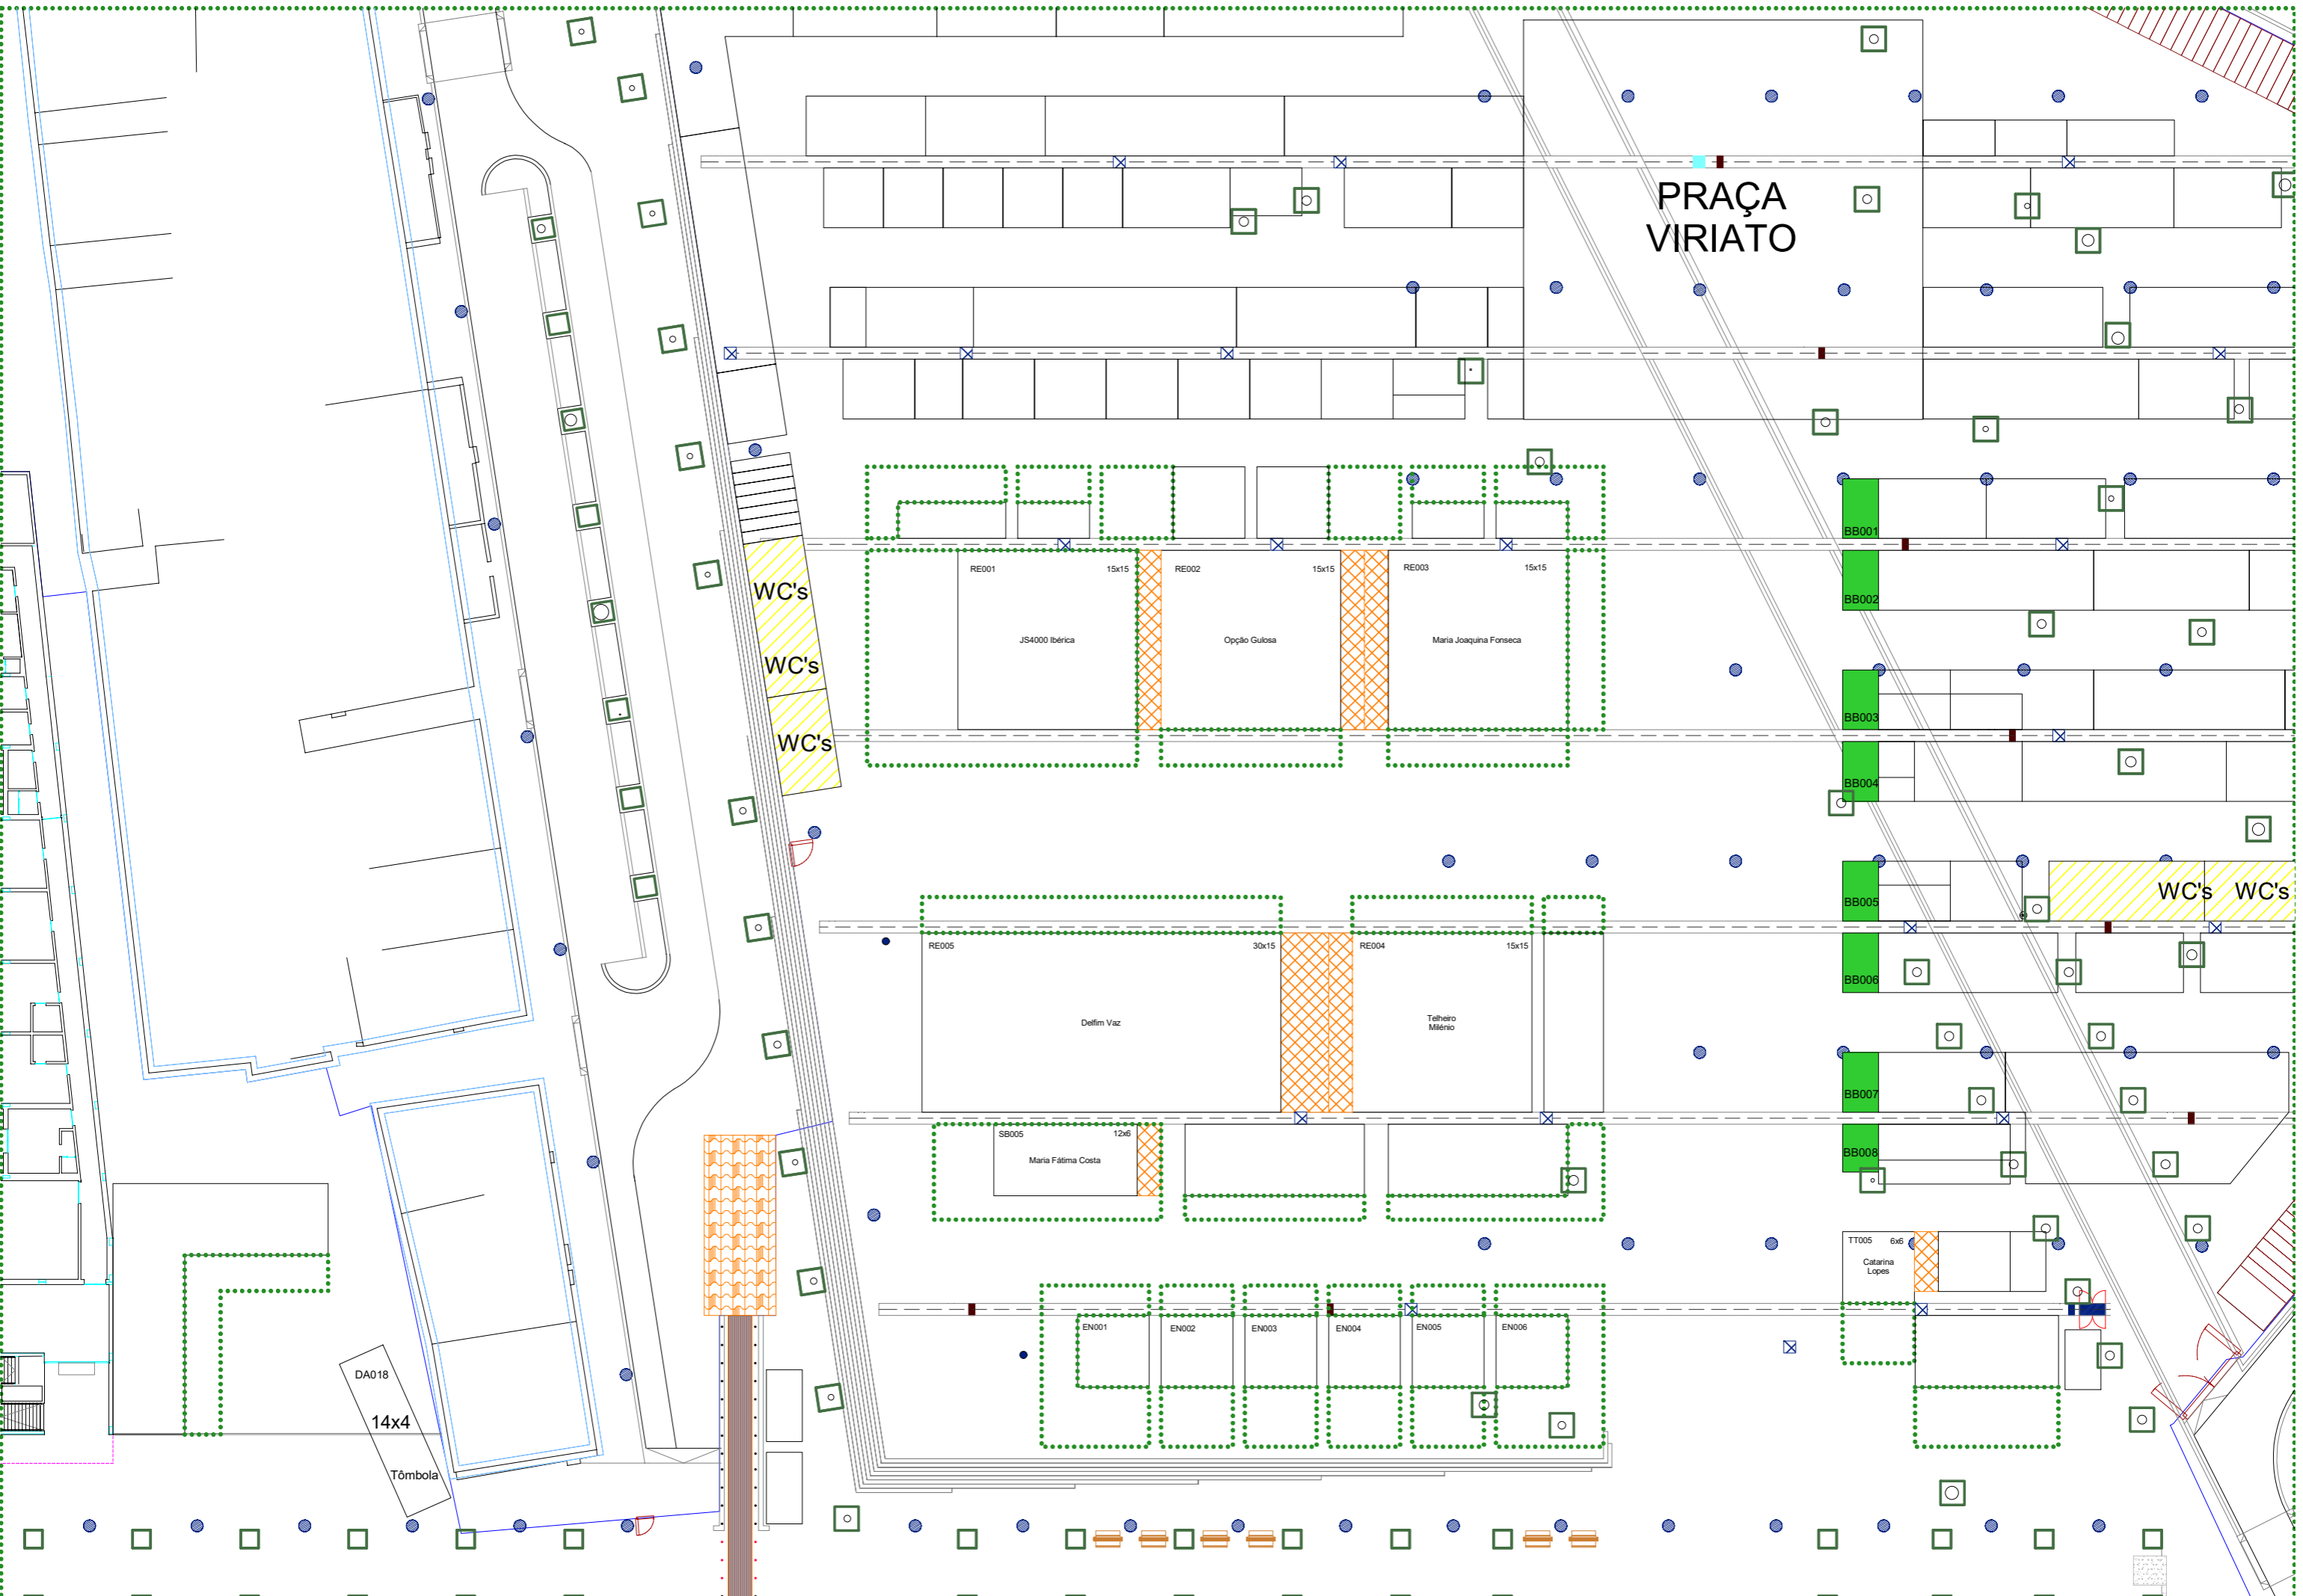 PRAÇA
VIRIATO
BB001
RE001 15x15
RE002 15x15
RE003 15x15
WC's
BB002
JS4000 Ibérica
Opção Gulosa
Maria Joaquina Fonseca
WC's
BB003
WC's
BB004
WC's WC's
BB005
RE005 30x15
RE004 15x15
BB006
Delfim Vaz
Telheiro
Milénio
BB007
SB005 12x6
Maria Fátima Costa
BB008
TT005 6x6
Catarina
Lopes
EN001
EN002
EN003
EN004
EN005
EN006
DA018
14x4
Tômbola